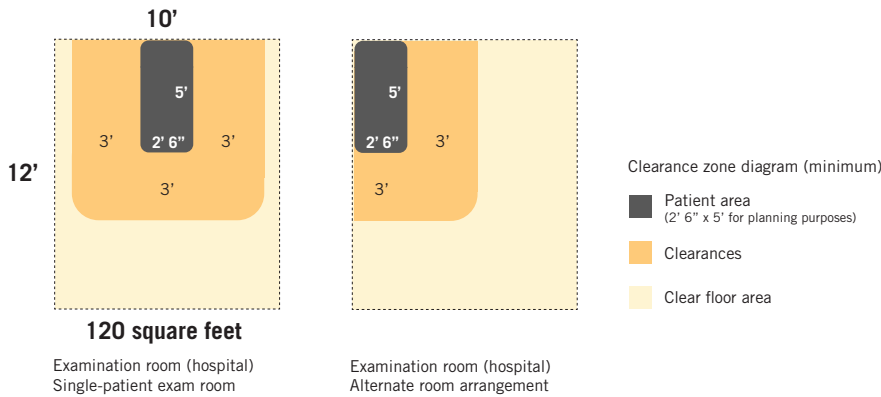 10’
5’
2’ 6”
3’
3’
3’
12’
120 square feet
Examination room (hospital)
Single-patient exam room
5’
2’ 6”
3’
3’
Examination room (hospital)
Alternate room arrangement
Clearance zone diagram (minimum)
Patient area
(2’ 6” x 5’ for planning purposes)
Clearances
Clear floor area